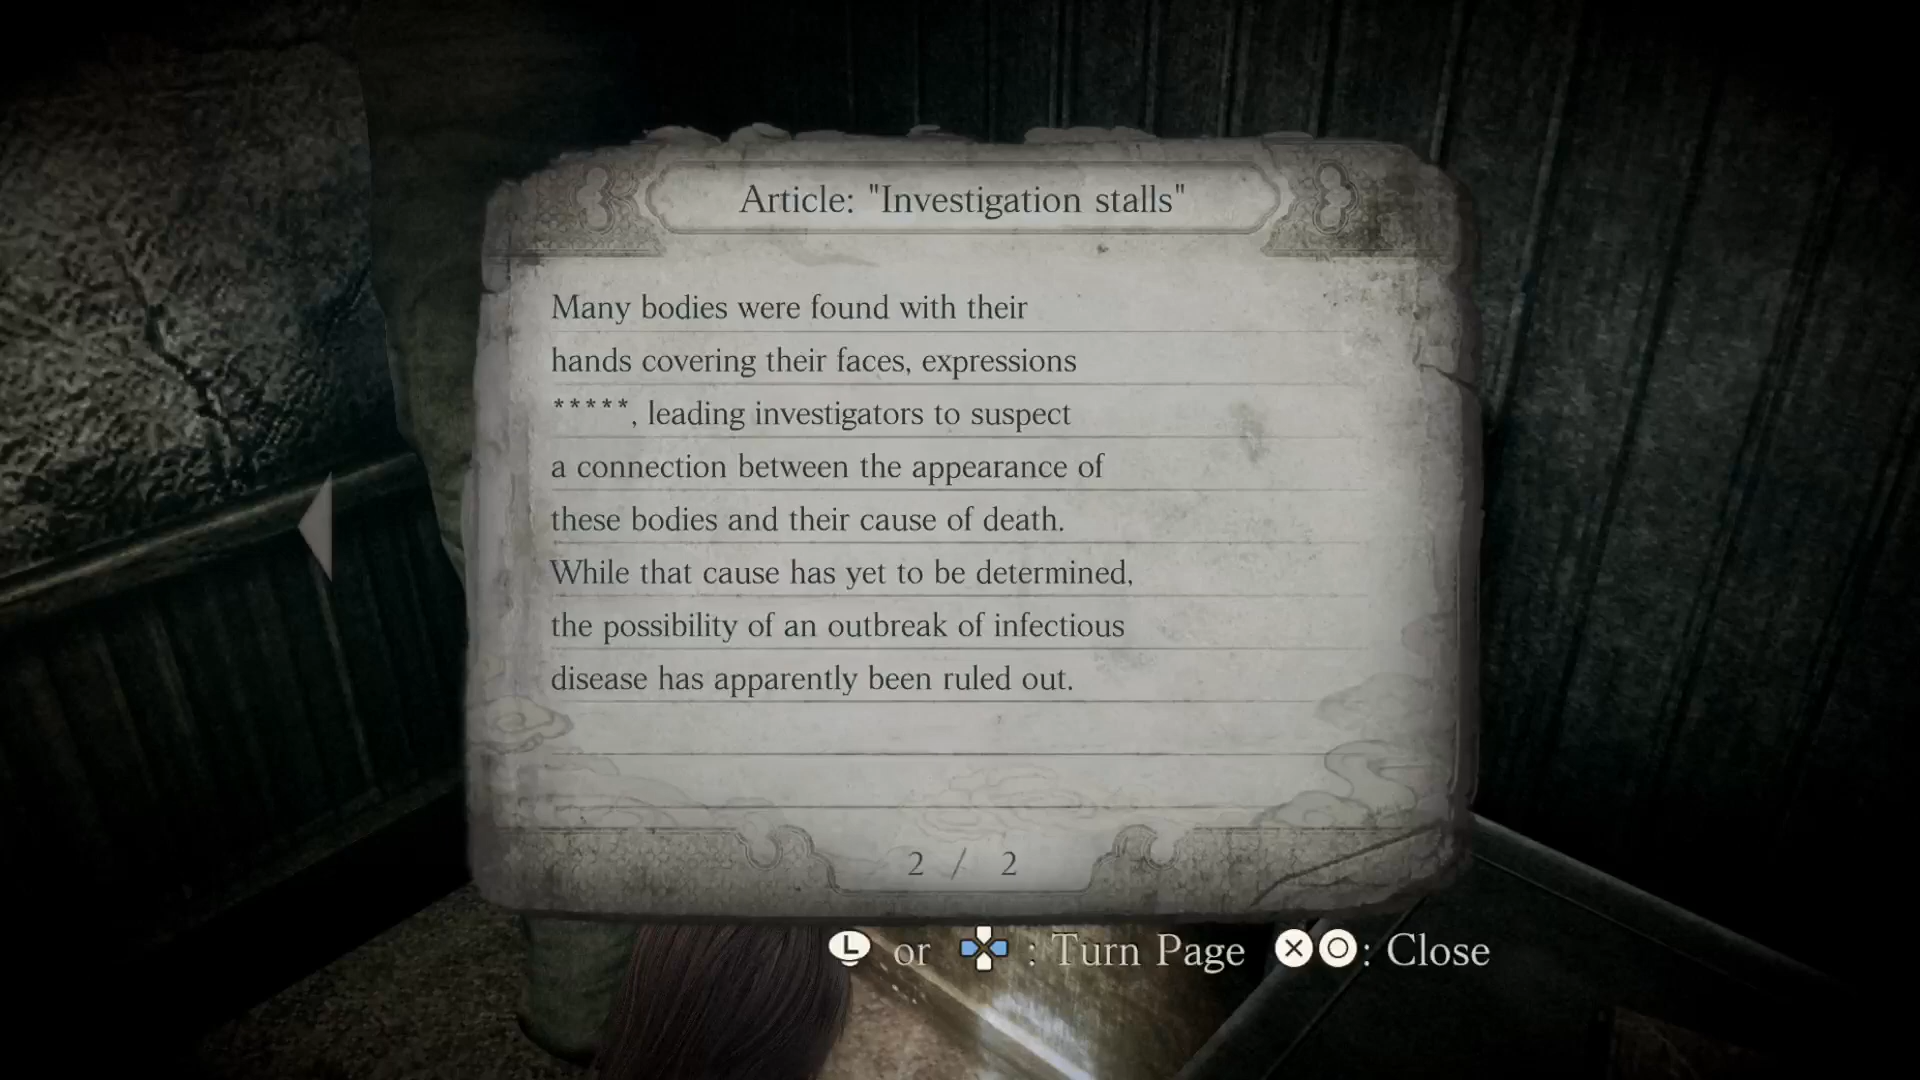 Article: "Investigation stalls"
Many bodies were found with their
hands covering their faces, expressions
*****, leading investigators to suspect
a connection between the appearance of
these bodies and their cause of death.
While that cause has yet to be determined,
the possibility of an outbreak of infectious
disease has apparently been ruled out.
2 / 2
L or : Turn Page : Close